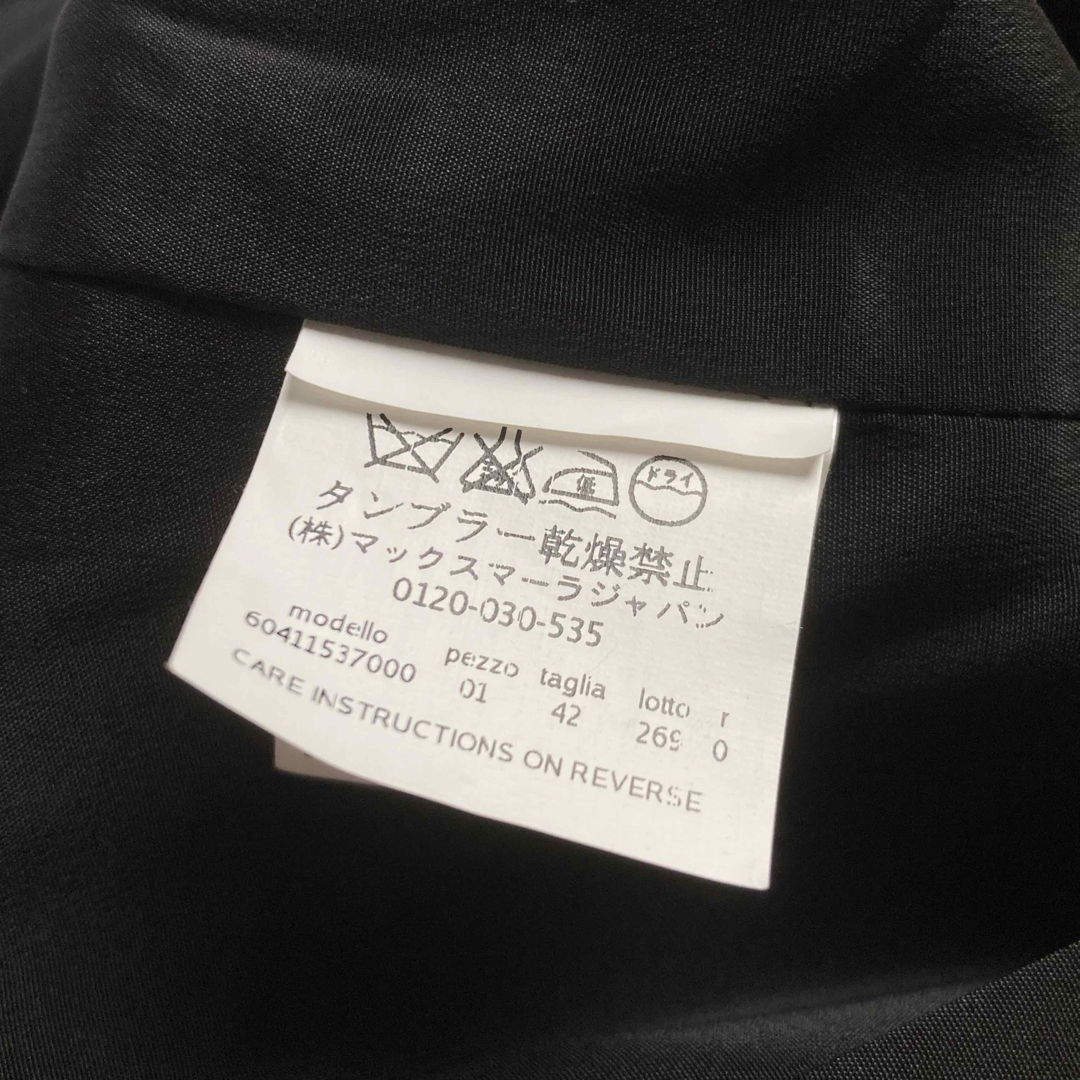 低 ドライ
タンブラー乾燥禁止
(株)マックスマーラジャパン
0120-030-535
modello pezzo taglia lotto r
60411537000 01 42 269 0
CARE INSTRUCTIONS ON REVERSE